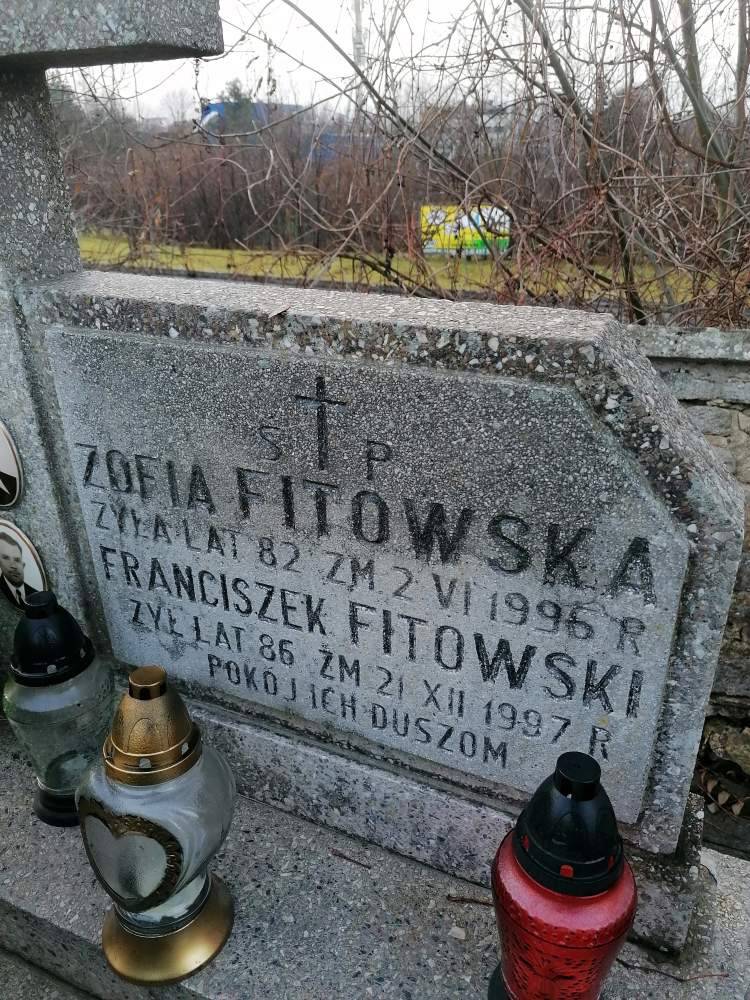 S P
ZOFIA FITOWSKA
ŻYŁA LAT 82 ZM 2 VI 1996 R
FRANCISZEK FITOWSKI
ŻYŁ LAT 86 ZM 21 XII 1997 R
POKÓJ ICH DUSZOM